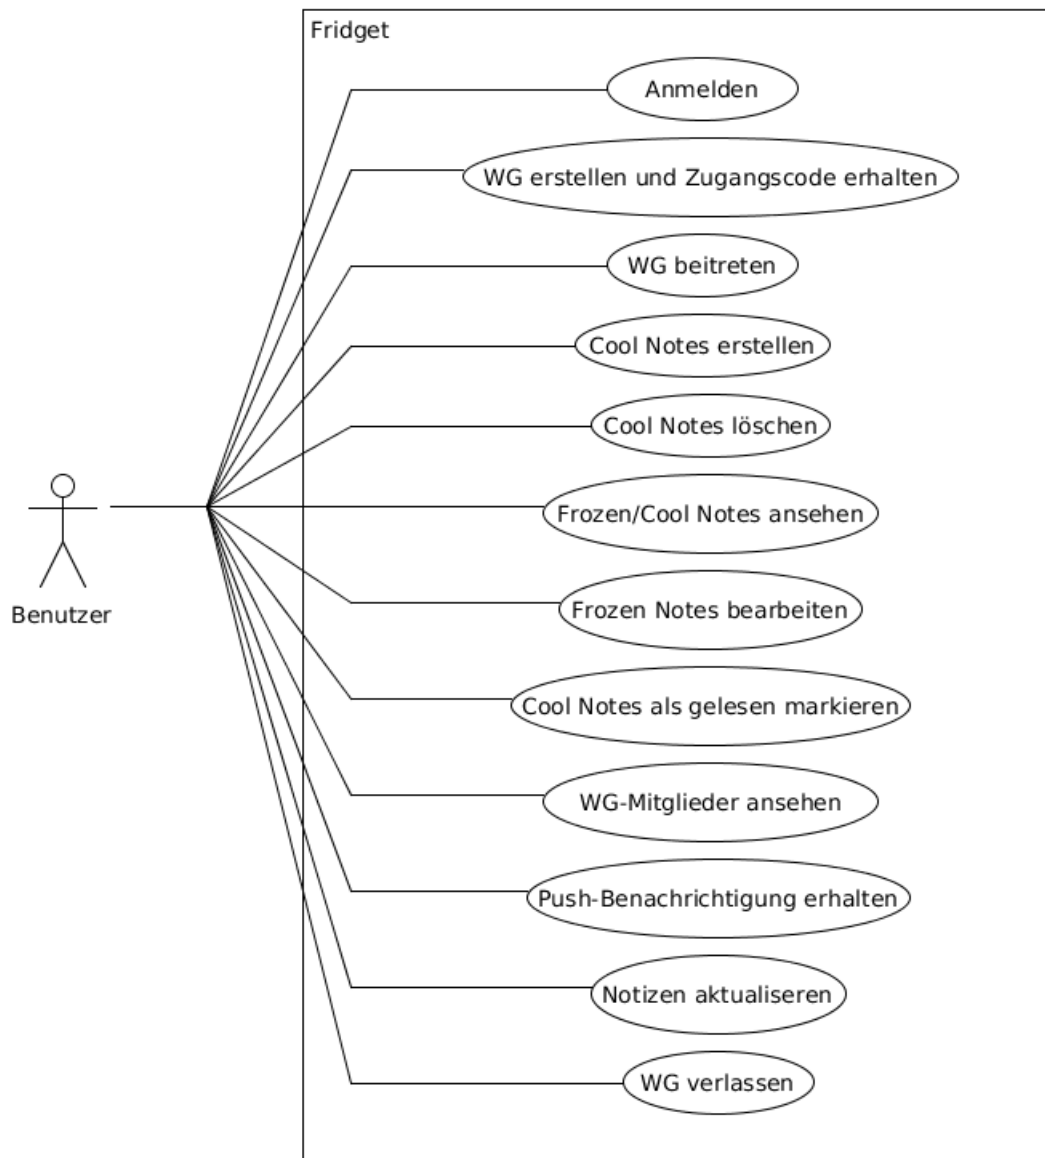 Fridget
Anmelden
WG erstellen und Zugangscode erhalten
WG beitreten
Cool Notes erstellen
Cool Notes löschen
Frozen/Cool Notes ansehen
Benutzer
Frozen Notes bearbeiten
Cool Notes als gelesen markieren
WG-Mitglieder ansehen
Push-Benachrichtigung erhalten
Notizen aktualiseren
WG verlassen